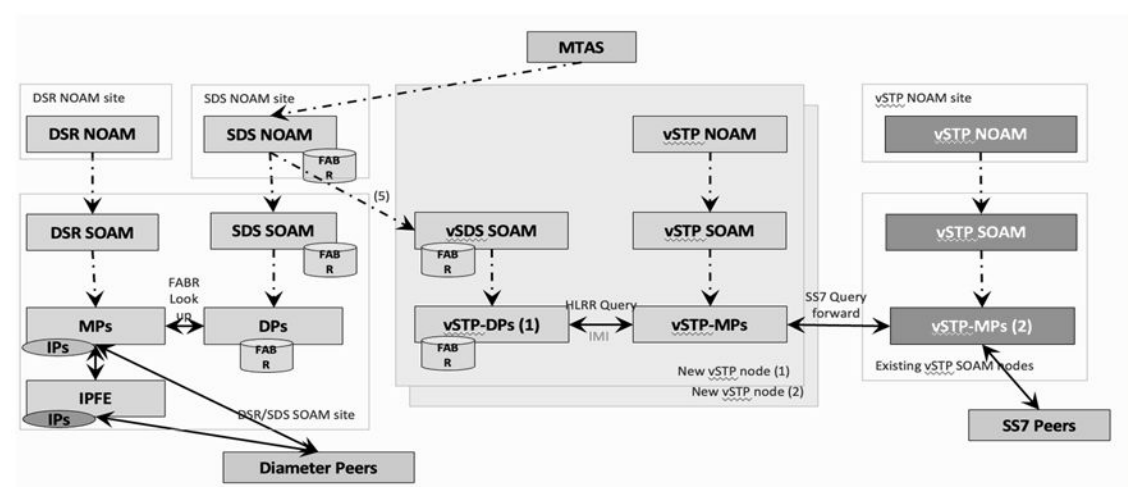 MTAS
DSR NOAM site
SDS NOAM site
vSTP NOAM site
DSR NOAM
SDS NOAM
vSTP NOAM
vSTP NOAM
FAB
R
(5)
DSR SOAM
SDS SOAM
vSDS SOAM
vSTP SOAM
vSTP SOAM
FAB
R
FAB
R
FABR
Look
up
HLRR Query
SS7 Query
forward
MPs
DPs
vSTP-DPs (1)
vSTP-MPs
vSTP-MPs (2)
IMI
IPs
FAB
R
FAB
R
New vSTP node (1)
Existing vSTP SOAM nodes
IPFE
New vSTP node (2)
IPs
DSR/SDS SOAM site
SS7 Peers
Diameter Peers